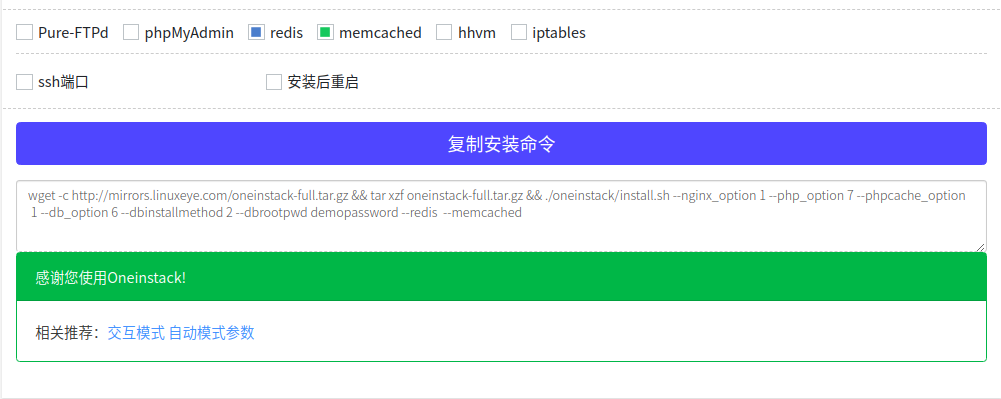 Pure-FTPd phpMyAdmin redis memcached hhvm iptables
ssh端口 安装后重启
复制安装命令
wget -c http://mirrors.linuxeye.com/oneinstack-full.tar.gz && tar xzf oneinstack-full.tar.gz && ./oneinstack/install.sh --nginx_option 1 --php_option 7 --phpcache_option
1 --db_option 6 --dbinstallmethod 2 --dbrootpwd demopassword --redis --memcached
感谢您使用Oneinstack!
相关推荐：交互模式 自动模式参数